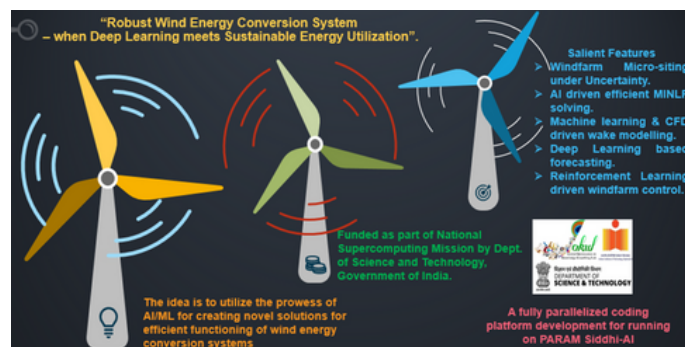 “Robust Wind Energy Conversion System
– when Deep Learning meets Sustainable Energy Utilization”.
Salient Features
➤ Windfarm Micro-siting
under Uncertainty.
➤ AI driven efficient MINLP
solving.
➤ Machine learning & CFD
driven wake modelling.
➤ Deep Learning based
forecasting.
➤ Reinforcement Learning
driven windfarm control.
Funded as part of National
Supercomputing Mission by Dept.
of Science and Technology,
Government of India.
DEPARTMENT OF
SCIENCE & TECHNOLOGY
The idea is to utilize the prowess of
AI/ML for creating novel solutions for
efficient functioning of wind energy
conversion systems
A fully parallelized coding
platform development for running
on PARAM Siddhi-AI